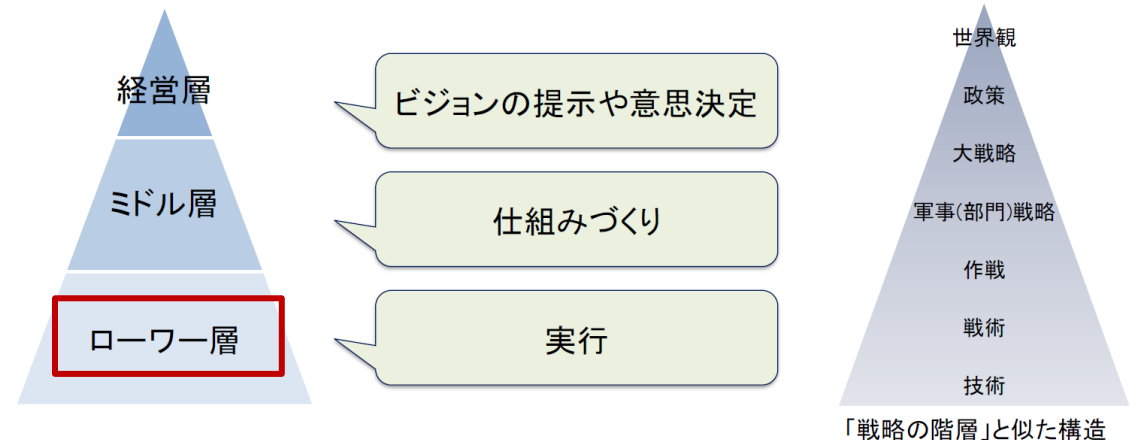 経営層
ミドル層
ローワー層
ビジョンの提示や意思決定
仕組みづくり
実行
世界観
政策
大戦略
軍事(部門)戦略
作戦
戦術
技術
「戦略の階層」と似た構造